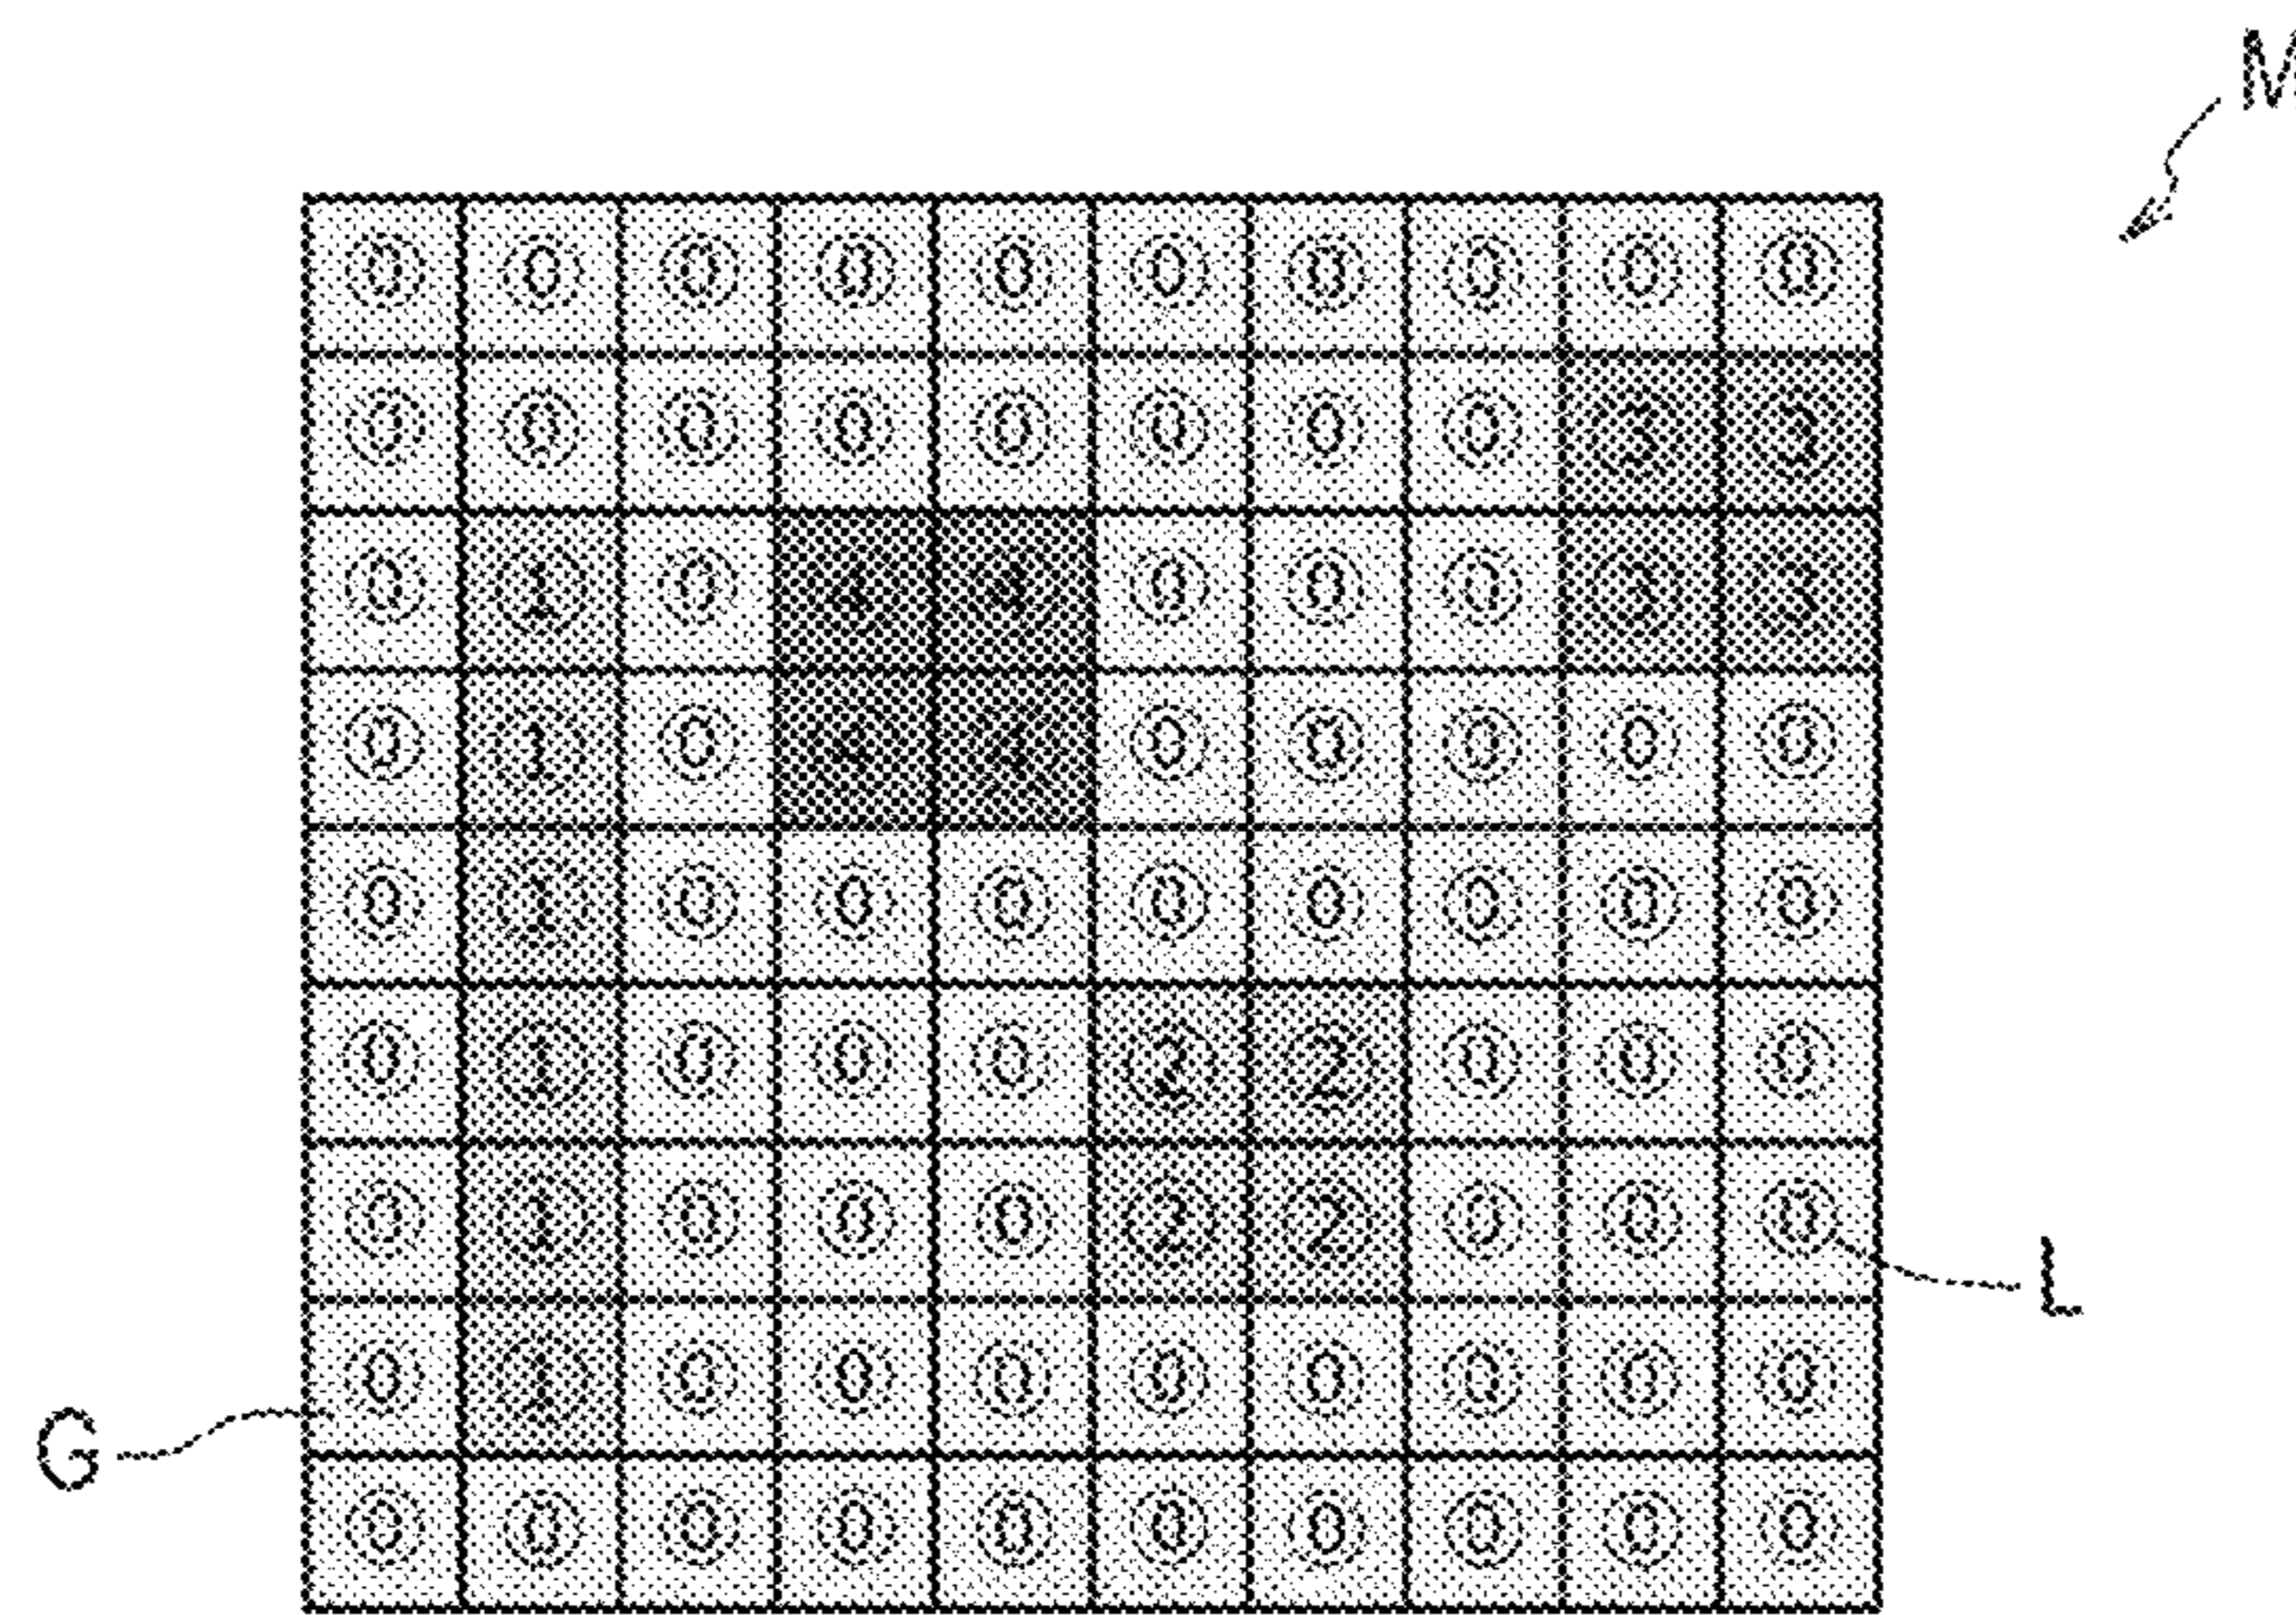 M
0 0 0 0 0 0 0 0 0 0
0 0 0 0 0 0 0 0 3 3
0 1 0 4 4 0 0 0 3 3
0 1 0 4 4 0 0 0 0 0
0 1 0 0 0 0 0 0 0 0
0 1 0 0 0 2 2 0 0 0
0 1 0 0 0 2 2 0 0 0
L
0 1 0 0 0 0 0 0 0 0
G
0 0 0 0 0 0 0 0 0 0